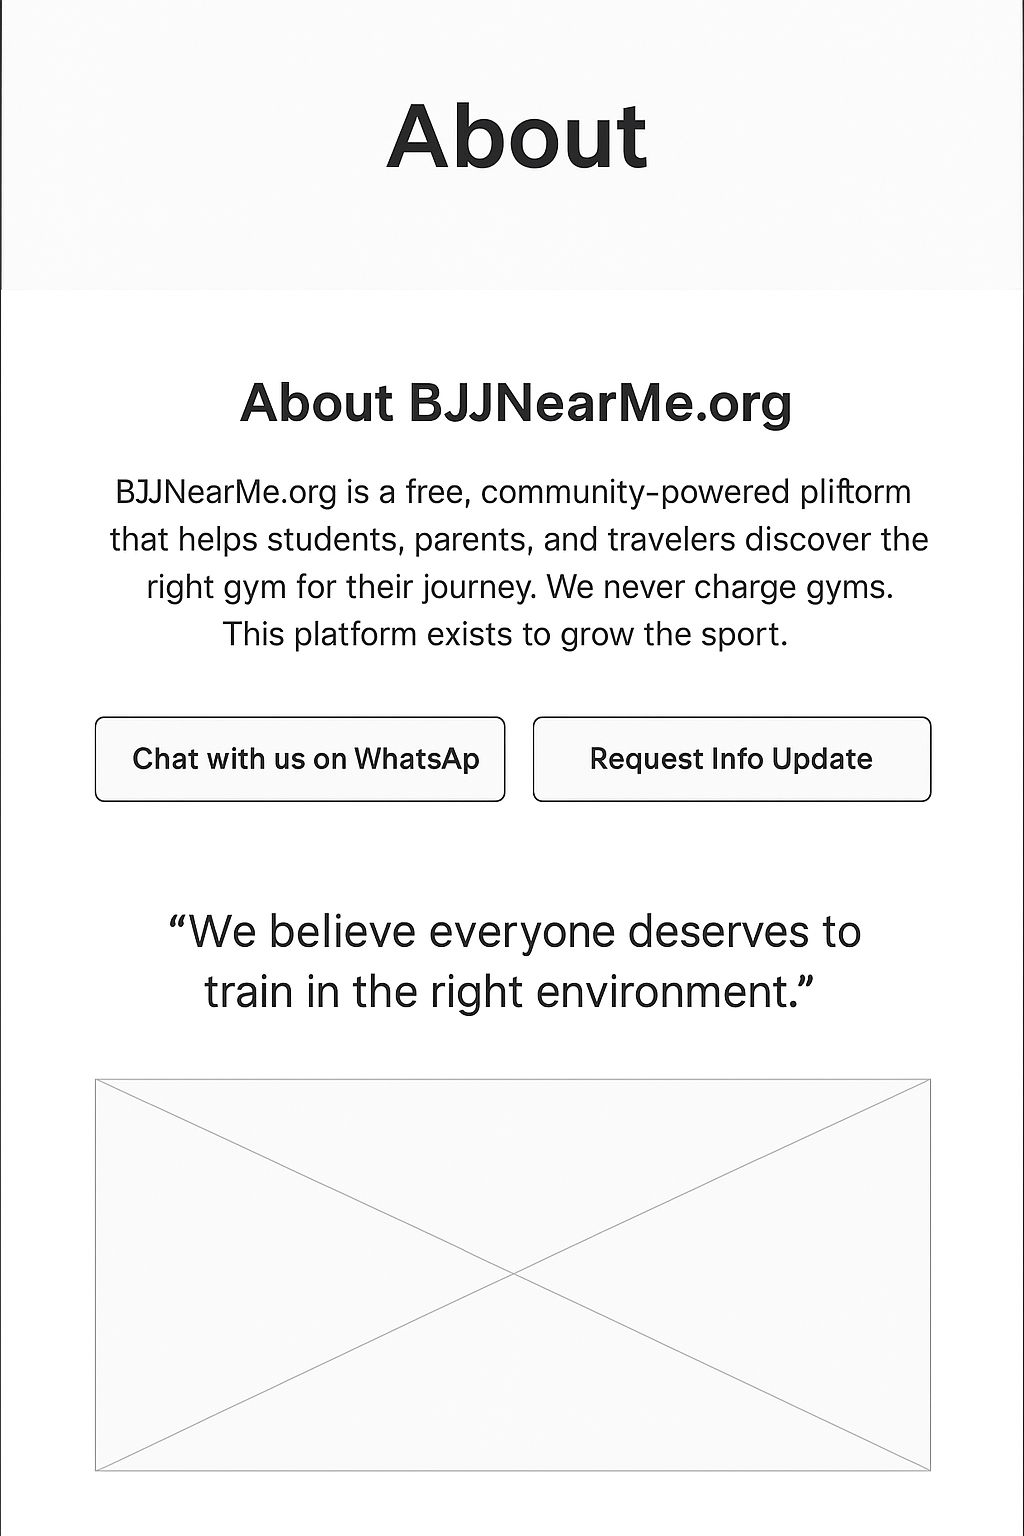 About
About BJJNearMe.org
BJJNearMe.org is a free, community-powered pliftorm
that helps students, parents, and travelers discover the
right gym for their journey. We never charge gyms.
This platform exists to grow the sport.
Chat with us on WhatsAp
Request Info Update
“We believe everyone deserves to
train in the right environment.”